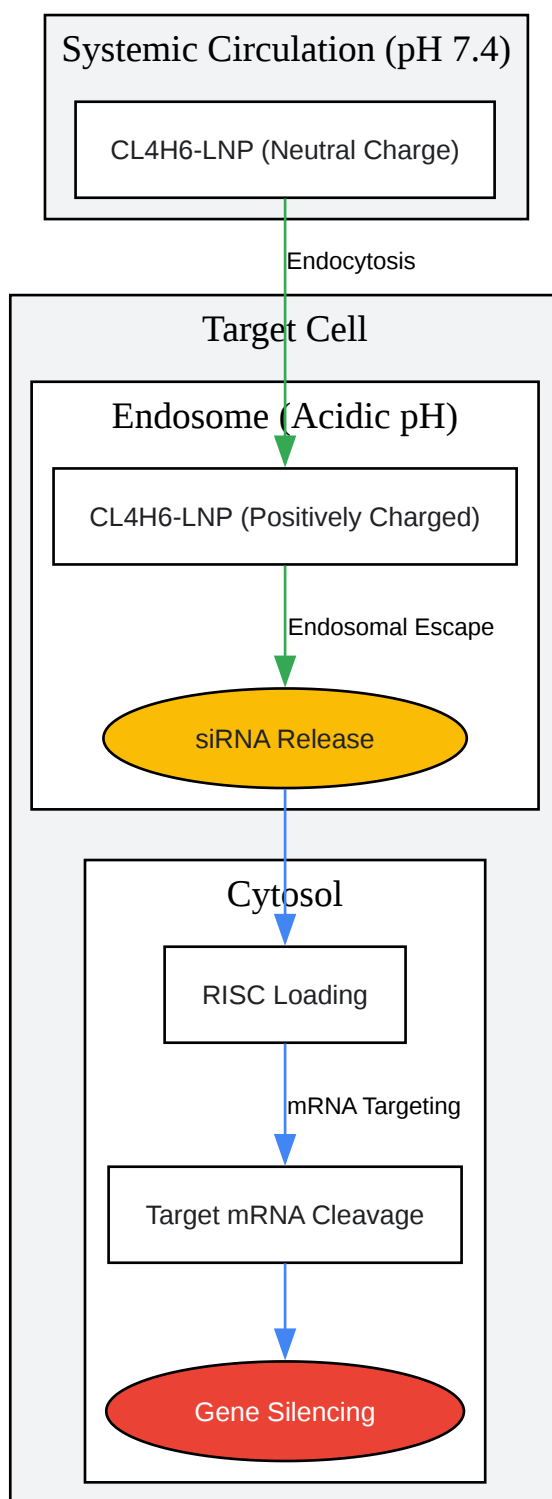 Systemic Circulation (pH 7.4)
CL4H6-LNP (Neutral Charge)
Endocytosis
Target Cell
Endosome (Acidic pH)
CL4H6-LNP (Positively Charged)
Endosomal Escape
siRNA Release
Cytosol
RISC Loading
mRNA Targeting
Target mRNA Cleavage
Gene Silencing